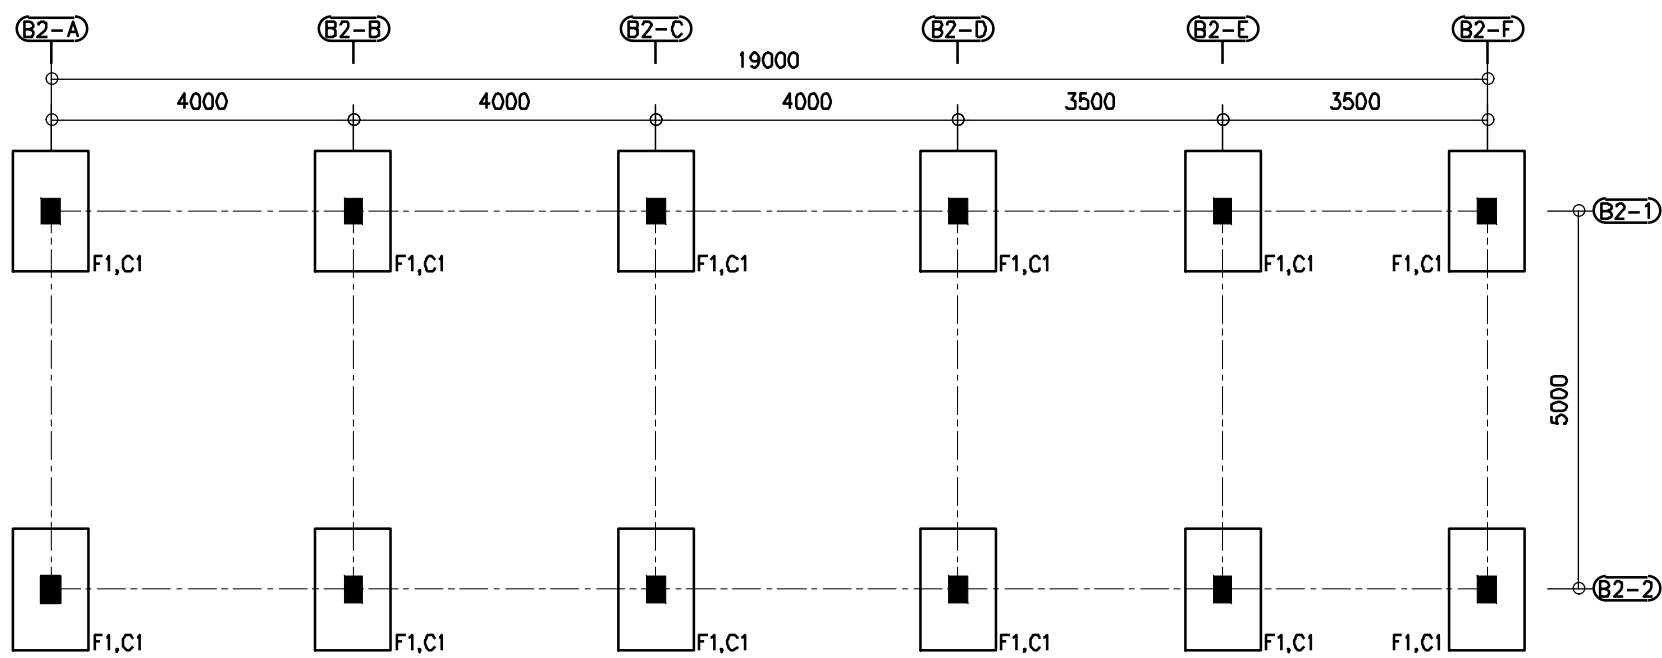 B2-A B2-B B2-C B2-D B2-E B2-F
19000
4000 4000 4000 3500 3500
B2-1
F1,C1 F1,C1 F1,C1 F1,C1 F1,C1 F1,C1
5000
B2-2
F1,C1 F1,C1 F1,C1 F1,C1 F1,C1 F1,C1